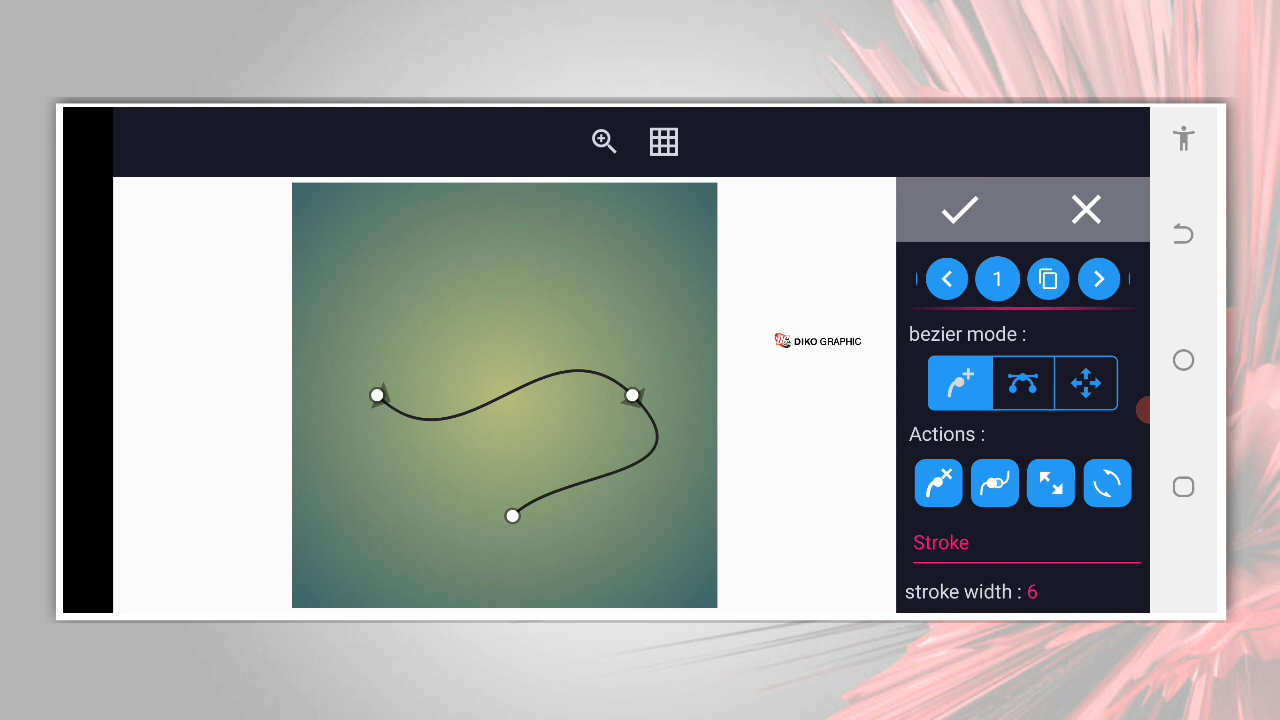 1
bezier mode :
DIKO GRAPHIC
Actions :
Stroke
stroke width : 6